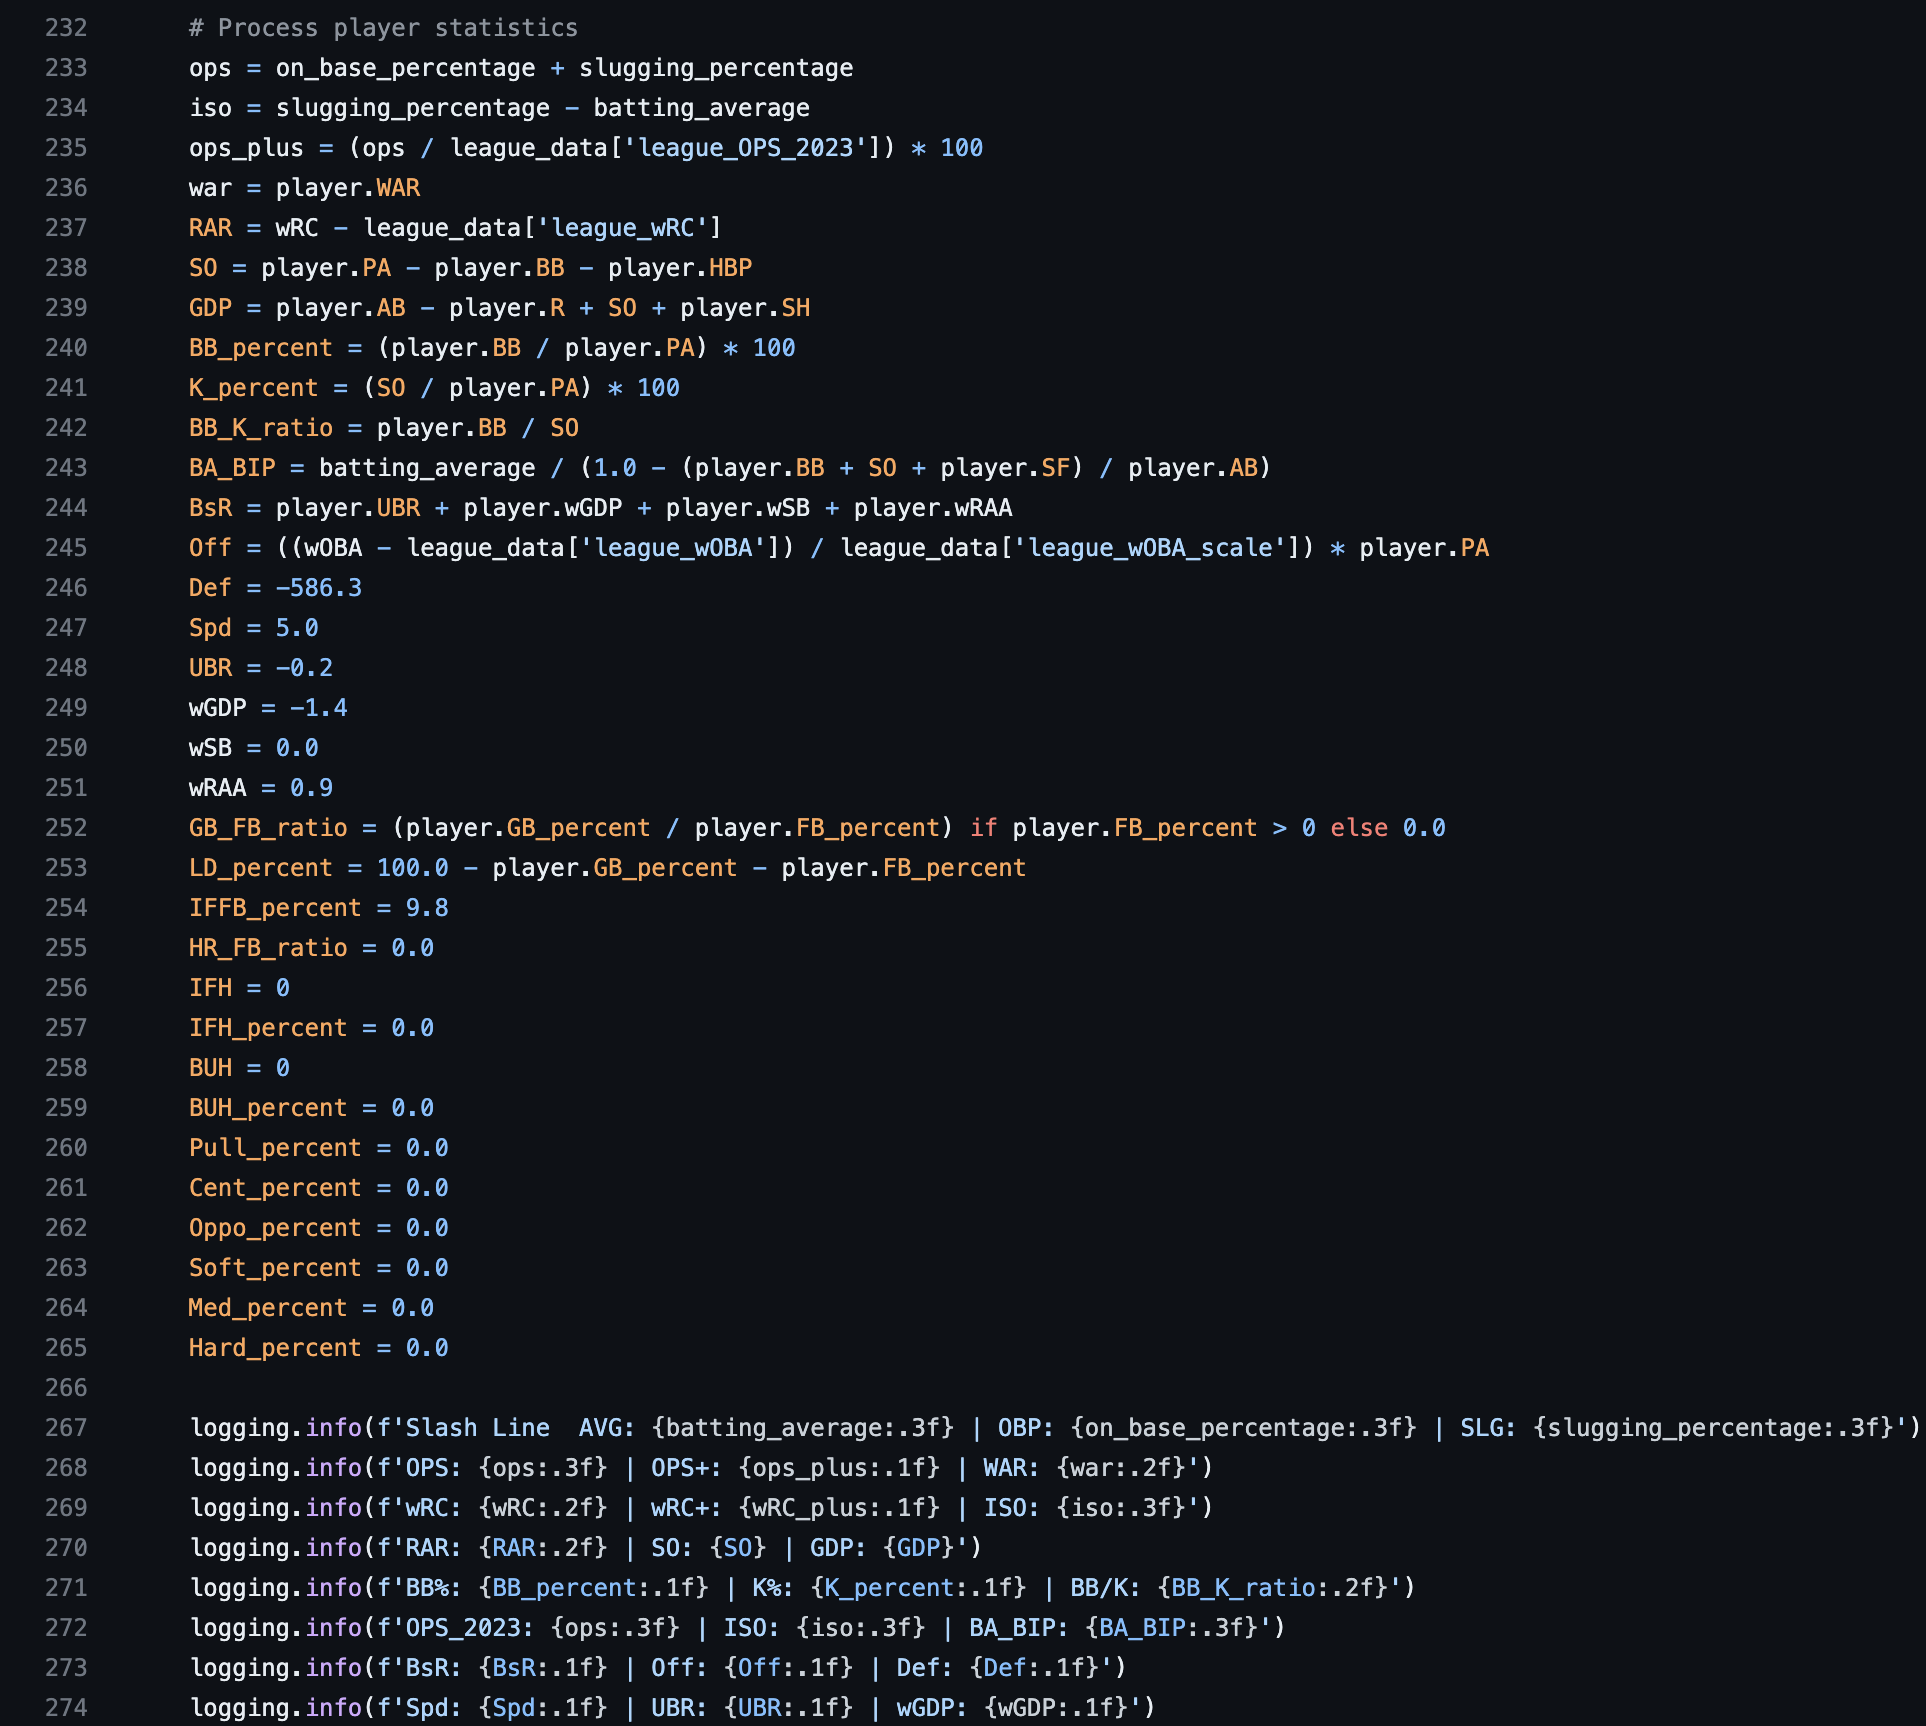 232 # Process player statistics
233 ops = on_base_percentage + slugging_percentage
234 iso = slugging_percentage - batting_average
235 ops_plus = (ops / league_data['league_OPS_2023']) * 100
236 war = player.WAR
237 RAR = wRC - league_data['league_wRC']
238 SO = player.PA - player.BB - player.HBP
239 GDP = player.AB - player.R + SO + player.SH
240 BB_percent = (player.BB / player.PA) * 100
241 K_percent = (SO / player.PA) * 100
242 BB_K_ratio = player.BB / SO
243 BA_BIP = batting_average / (1.0 - (player.BB + SO + player.SF) / player.AB)
244 BsR = player.UBR + player.wGDP + player.wSB + player.wRAA
245 Off = ((wOBA - league_data['league_wOBA']) / league_data['league_wOBA_scale']) * player.PA
246 Def = -586.3
247 Spd = 5.0
248 UBR = -0.2
249 wGDP = -1.4
250 wSB = 0.0
251 wRAA = 0.9
252 GB_FB_ratio = (player.GB_percent / player.FB_percent) if player.FB_percent > 0 else 0.0
253 LD_percent = 100.0 - player.GB_percent - player.FB_percent
254 IFFB_percent = 9.8
255 HR_FB_ratio = 0.0
256 IFH = 0
257 IFH_percent = 0.0
258 BUH = 0
259 BUH_percent = 0.0
260 Pull_percent = 0.0
261 Cent_percent = 0.0
262 Oppo_percent = 0.0
263 Soft_percent = 0.0
264 Med_percent = 0.0
265 Hard_percent = 0.0
266
267 logging.info(f'Slash Line  AVG: {batting_average:.3f} | OBP: {on_base_percentage:.3f} | SLG: {slugging_percentage:.3f}')
268 logging.info(f'OPS: {ops:.3f} | OPS+: {ops_plus:.1f} | WAR: {war:.2f}')
269 logging.info(f'wRC: {wRC:.2f} | wRC+: {wRC_plus:.1f} | ISO: {iso:.3f}')
270 logging.info(f'RAR: {RAR:.2f} | SO: {SO} | GDP: {GDP}')
271 logging.info(f'BB%: {BB_percent:.1f} | K%: {K_percent:.1f} | BB/K: {BB_K_ratio:.2f}')
272 logging.info(f'OPS_2023: {ops:.3f} | ISO: {iso:.3f} | BA_BIP: {BA_BIP:.3f}')
273 logging.info(f'BsR: {BsR:.1f} | Off: {Off:.1f} | Def: {Def:.1f}')
274 logging.info(f'Spd: {Spd:.1f} | UBR: {UBR:.1f} | wGDP: {wGDP:.1f}')